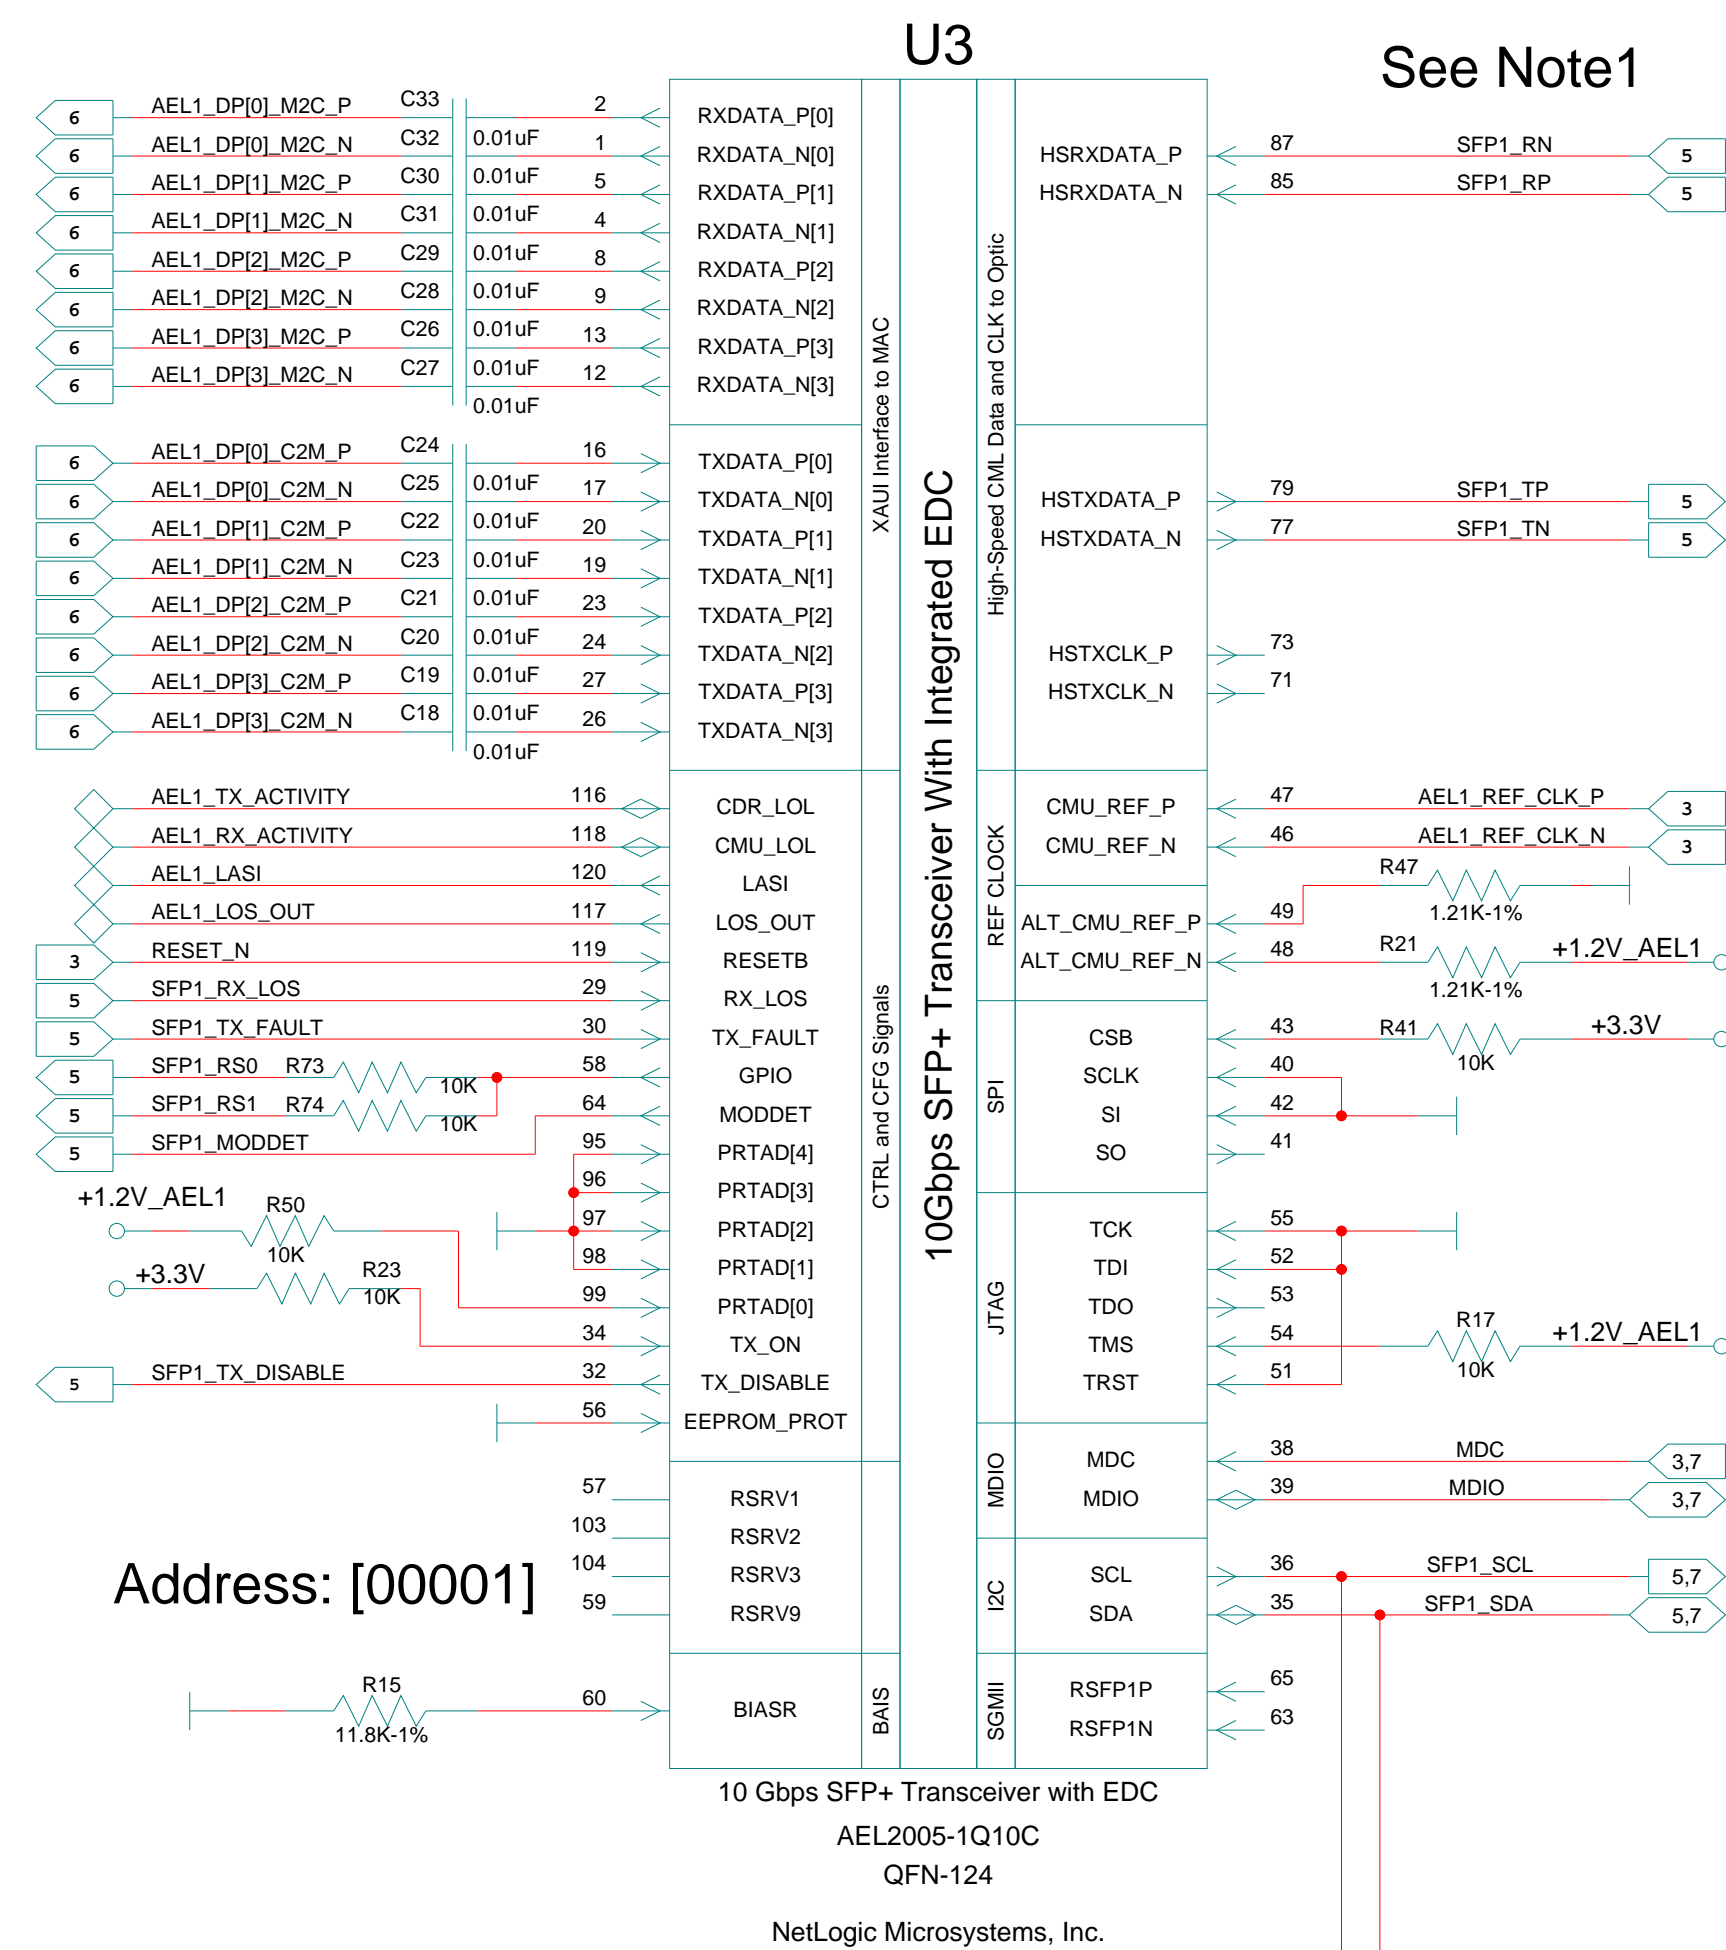 U3
See Note1
6 AEL1_DP[0]_M2C_P C33 0.01uF 2 RXDATA_P[0]
6 AEL1_DP[0]_M2C_N C32 0.01uF 1 RXDATA_N[0]
6 AEL1_DP[1]_M2C_P C30 0.01uF 5 RXDATA_P[1]
6 AEL1_DP[1]_M2C_N C31 0.01uF 4 RXDATA_N[1]
6 AEL1_DP[2]_M2C_P C29 0.01uF 8 RXDATA_P[2]
6 AEL1_DP[2]_M2C_N C28 0.01uF 9 RXDATA_N[2]
6 AEL1_DP[3]_M2C_P C26 0.01uF 13 RXDATA_P[3]
6 AEL1_DP[3]_M2C_N C27 0.01uF 12 RXDATA_N[3]
6 AEL1_DP[0]_C2M_P C24 0.01uF 16 TXDATA_P[0]
6 AEL1_DP[0]_C2M_N C25 0.01uF 17 TXDATA_N[0]
6 AEL1_DP[1]_C2M_P C22 0.01uF 20 TXDATA_P[1]
6 AEL1_DP[1]_C2M_N C23 0.01uF 19 TXDATA_N[1]
6 AEL1_DP[2]_C2M_P C21 0.01uF 23 TXDATA_P[2]
6 AEL1_DP[2]_C2M_N C20 0.01uF 24 TXDATA_N[2]
6 AEL1_DP[3]_C2M_P C19 0.01uF 27 TXDATA_P[3]
6 AEL1_DP[3]_C2M_N C18 0.01uF 26 TXDATA_N[3]
XAUI Interface to MAC
AEL1_TX_ACTIVITY 116 CDR_LOL
AEL1_RX_ACTIVITY 118 CMU_LOL
AEL1_LASI 120 LASI
AEL1_LOS_OUT 117 LOS_OUT
3 RESET_N 119 RESETB
5 SFP1_RX_LOS 29 RX_LOS
5 SFP1_TX_FAULT 30 TX_FAULT
5 SFP1_RS0 R73 10K 58 GPIO
5 SFP1_RS1 R74 10K 64 MODDET
5 SFP1_MODDET 95 PRTAD[4]
96 PRTAD[3]
+1.2V_AEL1 R50 10K 97 PRTAD[2]
98 PRTAD[1]
+3.3V R23 10K 99 PRTAD[0]
34 TX_ON
5 SFP1_TX_DISABLE 32 TX_DISABLE
56 EEPROM_PROT
CTRL and CFG Signals
57 RSRV1
103 RSRV2
104 RSRV3
59 RSRV9
Address: [00001]
R15 11.8K-1% 60 BIASR
BAIS
10Gbps SFP+ Transceiver With Integrated EDC
High-Speed CML Data and CLK to Optic
HSRXDATA_P 87 SFP1_RN 5
HSRXDATA_N 85 SFP1_RP 5
HSTXDATA_P 79 SFP1_TP 5
HSTXDATA_N 77 SFP1_TN 5
HSTXCLK_P 73
HSTXCLK_N 71
REF CLOCK
CMU_REF_P 47 AEL1_REF_CLK_P 3
CMU_REF_N 46 AEL1_REF_CLK_N 3
ALT_CMU_REF_P 49 R47 1.21K-1%
ALT_CMU_REF_N 48 R21 1.21K-1% +1.2V_AEL1
SPI
CSB 43 R41 10K +3.3V
SCLK 40
SI 42
SO 41
JTAG
TCK 55
TDI 52
TDO 53
TMS 54 R17 10K +1.2V_AEL1
TRST 51
MDIO
MDC 38 MDC 3,7
MDIO 39 MDIO 3,7
I2C
SCL 36 SFP1_SCL 5,7
SDA 35 SFP1_SDA 5,7
SGMII
RSFP1P 65
RSFP1N 63
10 Gbps SFP+ Transceiver with EDC
AEL2005-1Q10C
QFN-124
NetLogic Microsystems, Inc.